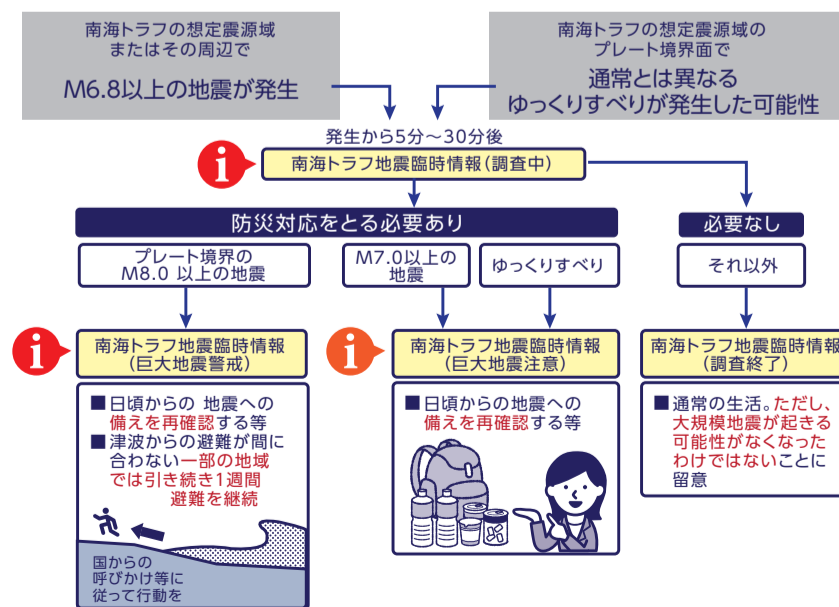 南海トラフの想定震源域
またはその周辺で
M6.8以上の地震が発生
南海トラフの想定震源域の
プレート境界面で
通常とは異なる
ゆっくりすべりが発生した可能性
発生から5分～30分後
i
南海トラフ地震臨時情報(調査中)
防災対応をとる必要あり
必要なし
プレート境界の
M8.0 以上の地震
M7.0以上の
地震
ゆっくりすべり
それ以外
i
南海トラフ地震臨時情報
(巨大地震警戒)
i
南海トラフ地震臨時情報
(巨大地震注意)
南海トラフ地震臨時情報
(調査終了)
■日頃からの 地震への
備えを再確認する等
■津波からの避難が間に
合わない一部の地域
では引き続き1週間
避難を継続
国からの
呼びかけ等に
従って行動を
■日頃からの地震への
備えを再確認する等
■通常の生活。ただし、
大規模地震が起きる
可能性がなくなった
わけではないことに
留意